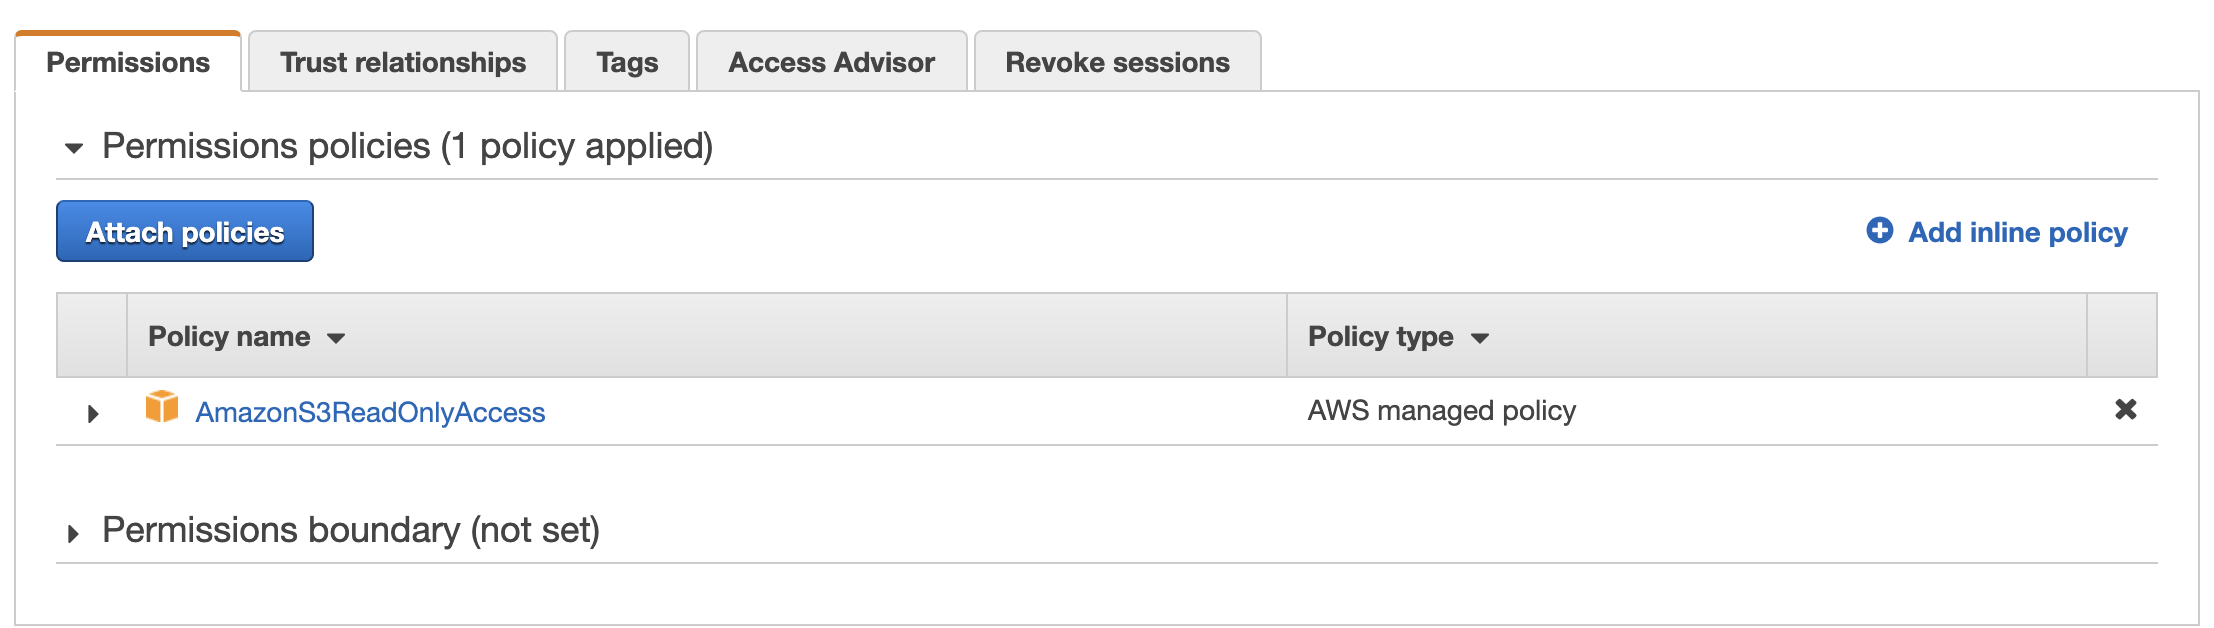 Permissions Trust relationships Tags Access Advisor Revoke sessions
Permissions policies (1 policy applied)
Attach policies Add inline policy
Policy name Policy type
AmazonS3ReadOnlyAccess AWS managed policy
Permissions boundary (not set)